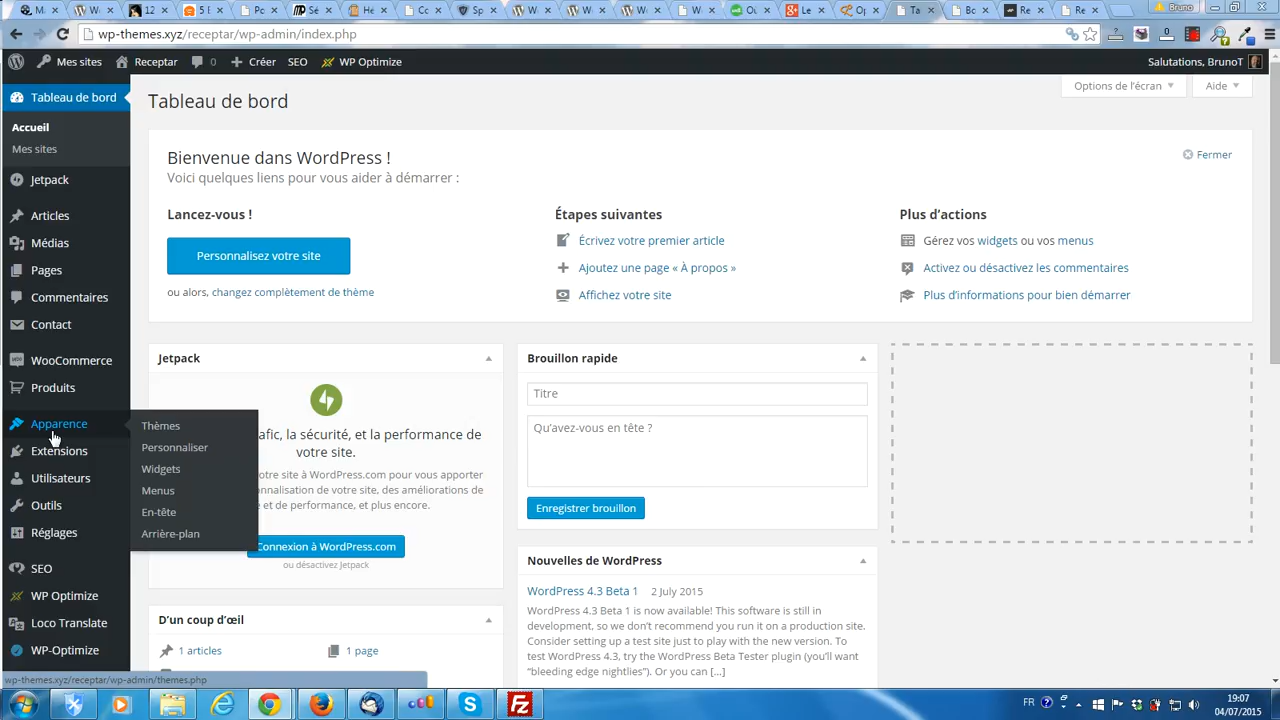 Bruno
wp-themes.xyz/receptar/wp-admin/index.php
Mes sites
Receptar
0
Créer
SEO
WP Optimize
Salutations, BrunoT
Tableau de bord
Accueil
Mes sites
Jetpack
Articles
Médias
Pages
Commentaires
Contact
WooCommerce
Produits
Apparence
Extensions
Utilisateurs
Outils
Réglages
SEO
WP Optimize
Loco Translate
WP-Optimize
Thèmes
Personnaliser
Widgets
Menus
En-tête
Arrière-plan
Tableau de bord
Options de l'écran
Aide
Bienvenue dans WordPress !
Voici quelques liens pour vous aider à démarrer :
Fermer
Lancez-vous !
Personnalisez votre site
ou alors, changez complètement de thème
Étapes suivantes
Écrivez votre premier article
Ajoutez une page « À propos »
Affichez votre site
Plus d'actions
Gérez vos widgets ou vos menus
Activez ou désactivez les commentaires
Plus d'informations pour bien démarrer
Jetpack
afic, la sécurité, et la performance de
votre site.
otre site à WordPress.com pour vous apporter
onnalisation de votre site, des améliorations de
et de performance, et plus encore.
Connexion à WordPress.com
ou désactivez Jetpack
D'un coup d'œil
1 articles
1 page
Brouillon rapide
Titre
Qu'avez-vous en tête ?
Enregistrer brouillon
Nouvelles de WordPress
WordPress 4.3 Beta 1 2 July 2015
WordPress 4.3 Beta 1 is now available! This software is still in
development, so we don't recommend you run it on a production site.
Consider setting up a test site just to play with the new version. To
test WordPress 4.3, try the WordPress Beta Tester plugin (you'll want
"bleeding edge nightlies"). Or you can […]
wp-themes.xyz/receptar/wp-admin/themes.php
FR
19:07
04/07/2015